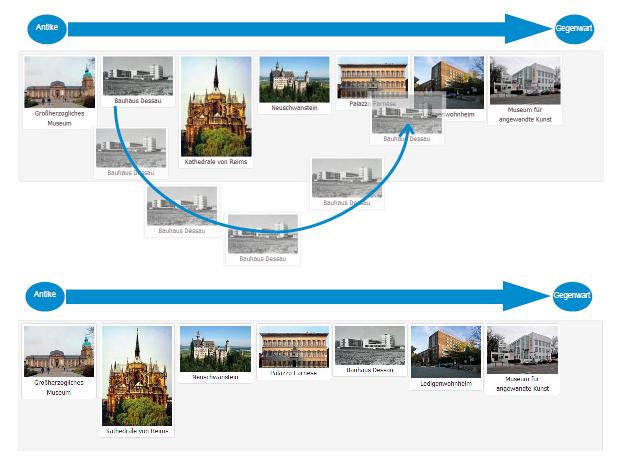 Antike
Gegenwart
Großherzogliches
Museum
Bauhaus Dessau
Kathedrale von Reims
Neuschwanstein
Palazzo Farnese
Museum für
angewandte Kunst
Bauhaus Dessau
Bauhaus Dessau
Bauhaus Dessau
Bauhaus Dessau
Bauhaus Dessau
Antike
Gegenwart
Großherzogliches
Museum
Kathedrale von Reims
Neuschwanstein
Palazzo Farnese
Bauhaus Dessau
Ledigenwohnheim
Museum für
angewandte Kunst